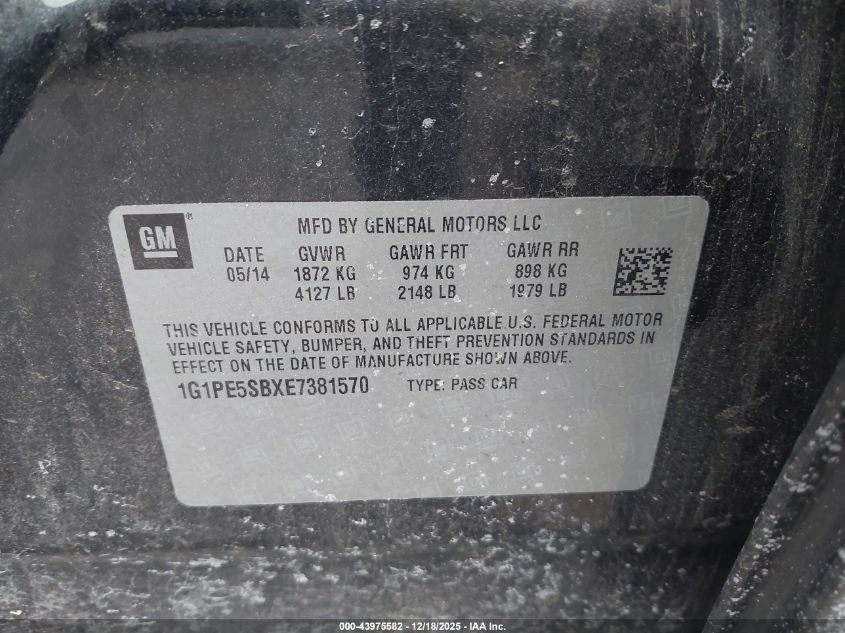 GM®
MFD BY GENERAL MOTORS LLC
DATE GVWR GAWR FRT GAWR RR
05/14 1872 KG 974 KG 898 KG
4127 LB 2148 LB 1979 LB
THIS VEHICLE CONFORMS TO ALL APPLICABLE U.S. FEDERAL MOTOR
VEHICLE SAFETY, BUMPER, AND THEFT PREVENTION STANDARDS IN
EFFECT ON THE DATE OF MANUFACTURE SHOWN ABOVE.
1G1PE5SBXE7381570 TYPE: PASS CAR
000-43975582 / 12/18/2025 - IAA Inc.